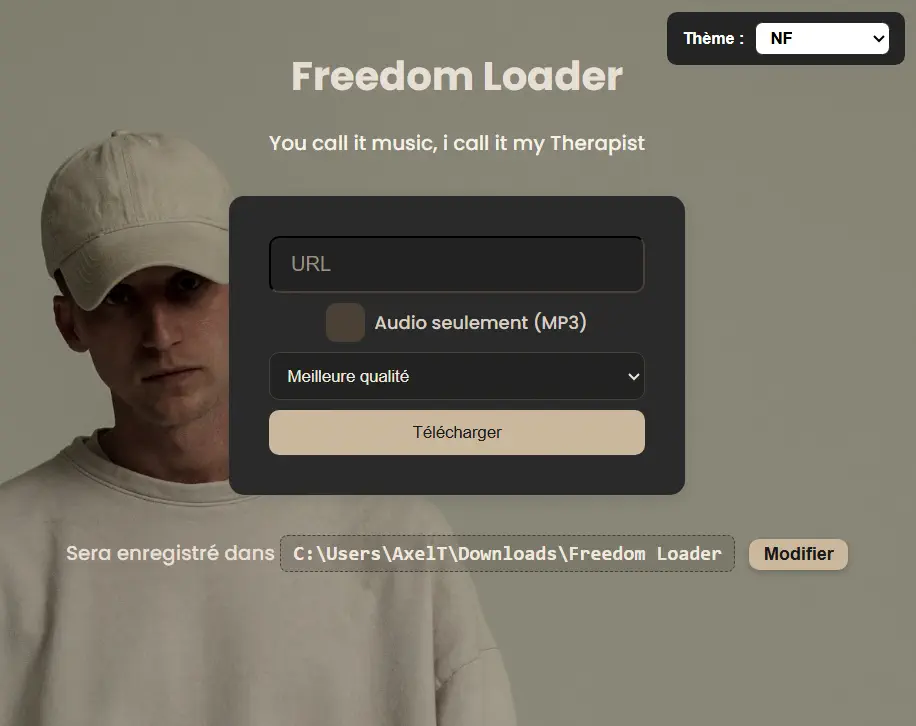 Thème : NF
Freedom Loader
You call it music, i call it my Therapist
URL
Audio seulement (MP3)
Meilleure qualité
Télécharger
Sera enregistré dans C:\Users\AxelT\Downloads\Freedom Loader Modifier